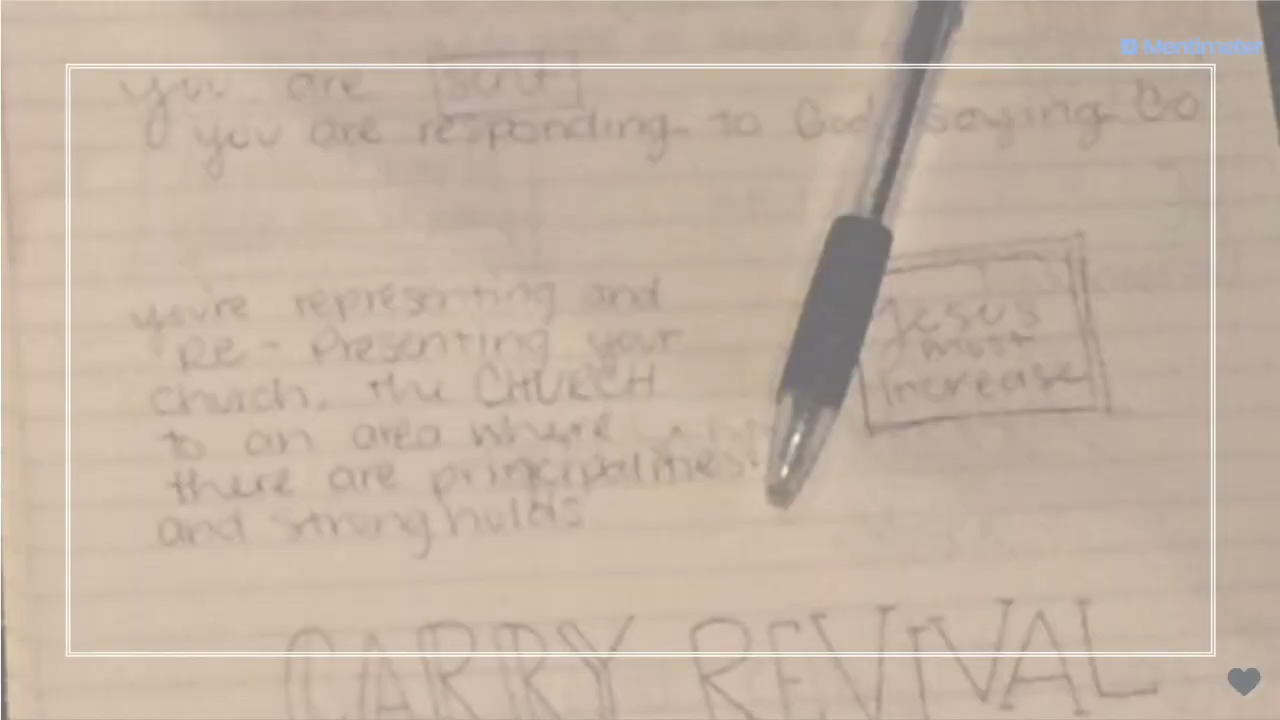 Mentimeter
you are sent
you are responding to God saying Go
you're representing and
Re-Presenting your
church, the CHURCH
to an area where
there are principalities
and strongholds
Jesus
must
increase
CARRY REVIVAL